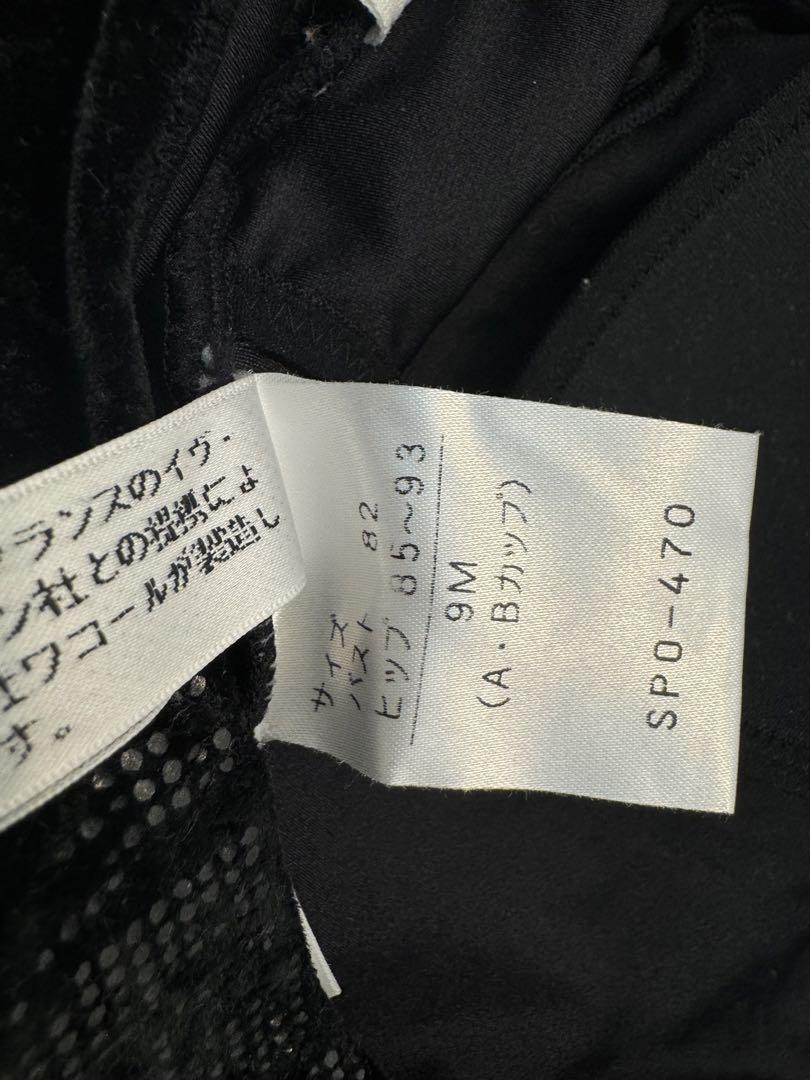 ランスのイヴ・
ン社との提携によ
ワコールが製造し
す。
サイズ
バスト 82
ヒップ 85~93
9M
(A・Bカップ)
SPO-470